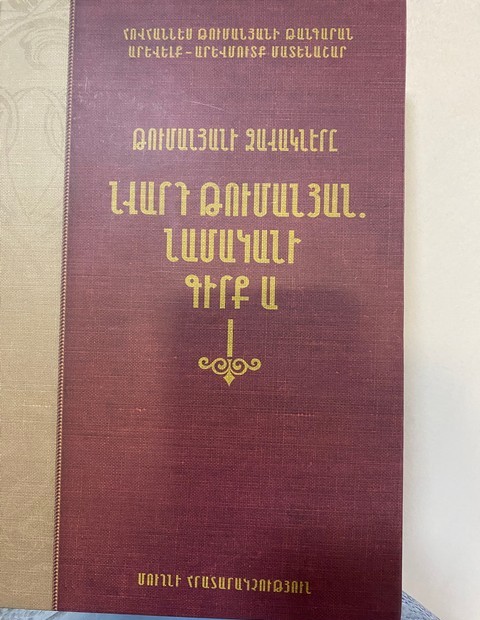 ՀՈՎՀԱՆՆԵՍ ԹՈՒՄԱՆՅԱՆԻ ԹԱՆԳԱՐԱՆ
ԱՐԵՎԵԼՔ – ԱՐԵՎՄՈՒՏՔ ՄԱՏԵՆԱՇԱՐ
ԹՈՒՄԱՆՅԱՆԻ ԶԱՎԱԿՆԵՐԸ
ՆՎԱՐԴ ԹՈՒՄԱՆՅԱՆ.
ՆԱՄԱԿԱՆԻ
ԳԻՐՔ Ա
ՄՈՒՂՆԻ ՀՐԱՏԱՐԱԿՉՈՒԹՅՈՒՆ